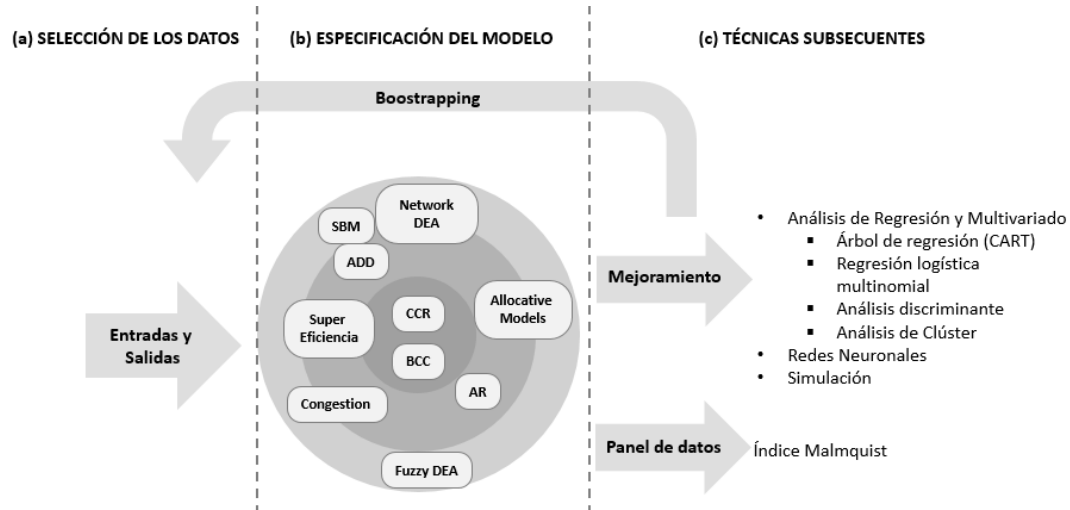 (a) SELECCIÓN DE LOS DATOS
(b) ESPECIFICACIÓN DEL MODELO
(c) TÉCNICAS SUBSECUENTES
Boostrapping
Entradas y
Salidas
Network
DEA
SBM
ADD
Allocative
Models
CCR
Super
Eficiencia
BCC
AR
Congestion
Fuzzy DEA
Mejoramiento
• Análisis de Regresión y Multivariado
▪ Árbol de regresión (CART)
▪ Regresión logística
multinomial
▪ Análisis discriminante
▪ Análisis de Clúster
• Redes Neuronales
• Simulación
Panel de datos
Índice Malmquist